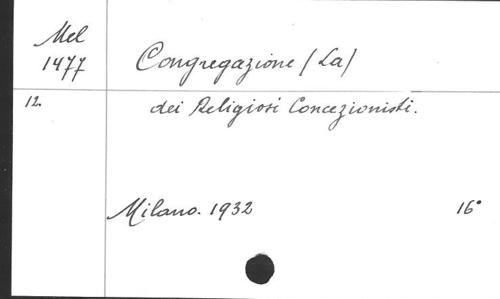 Mel
1477
Congregazione (La)
12.
dei Religiosi Concezionisti.
Milano. 1932
16°